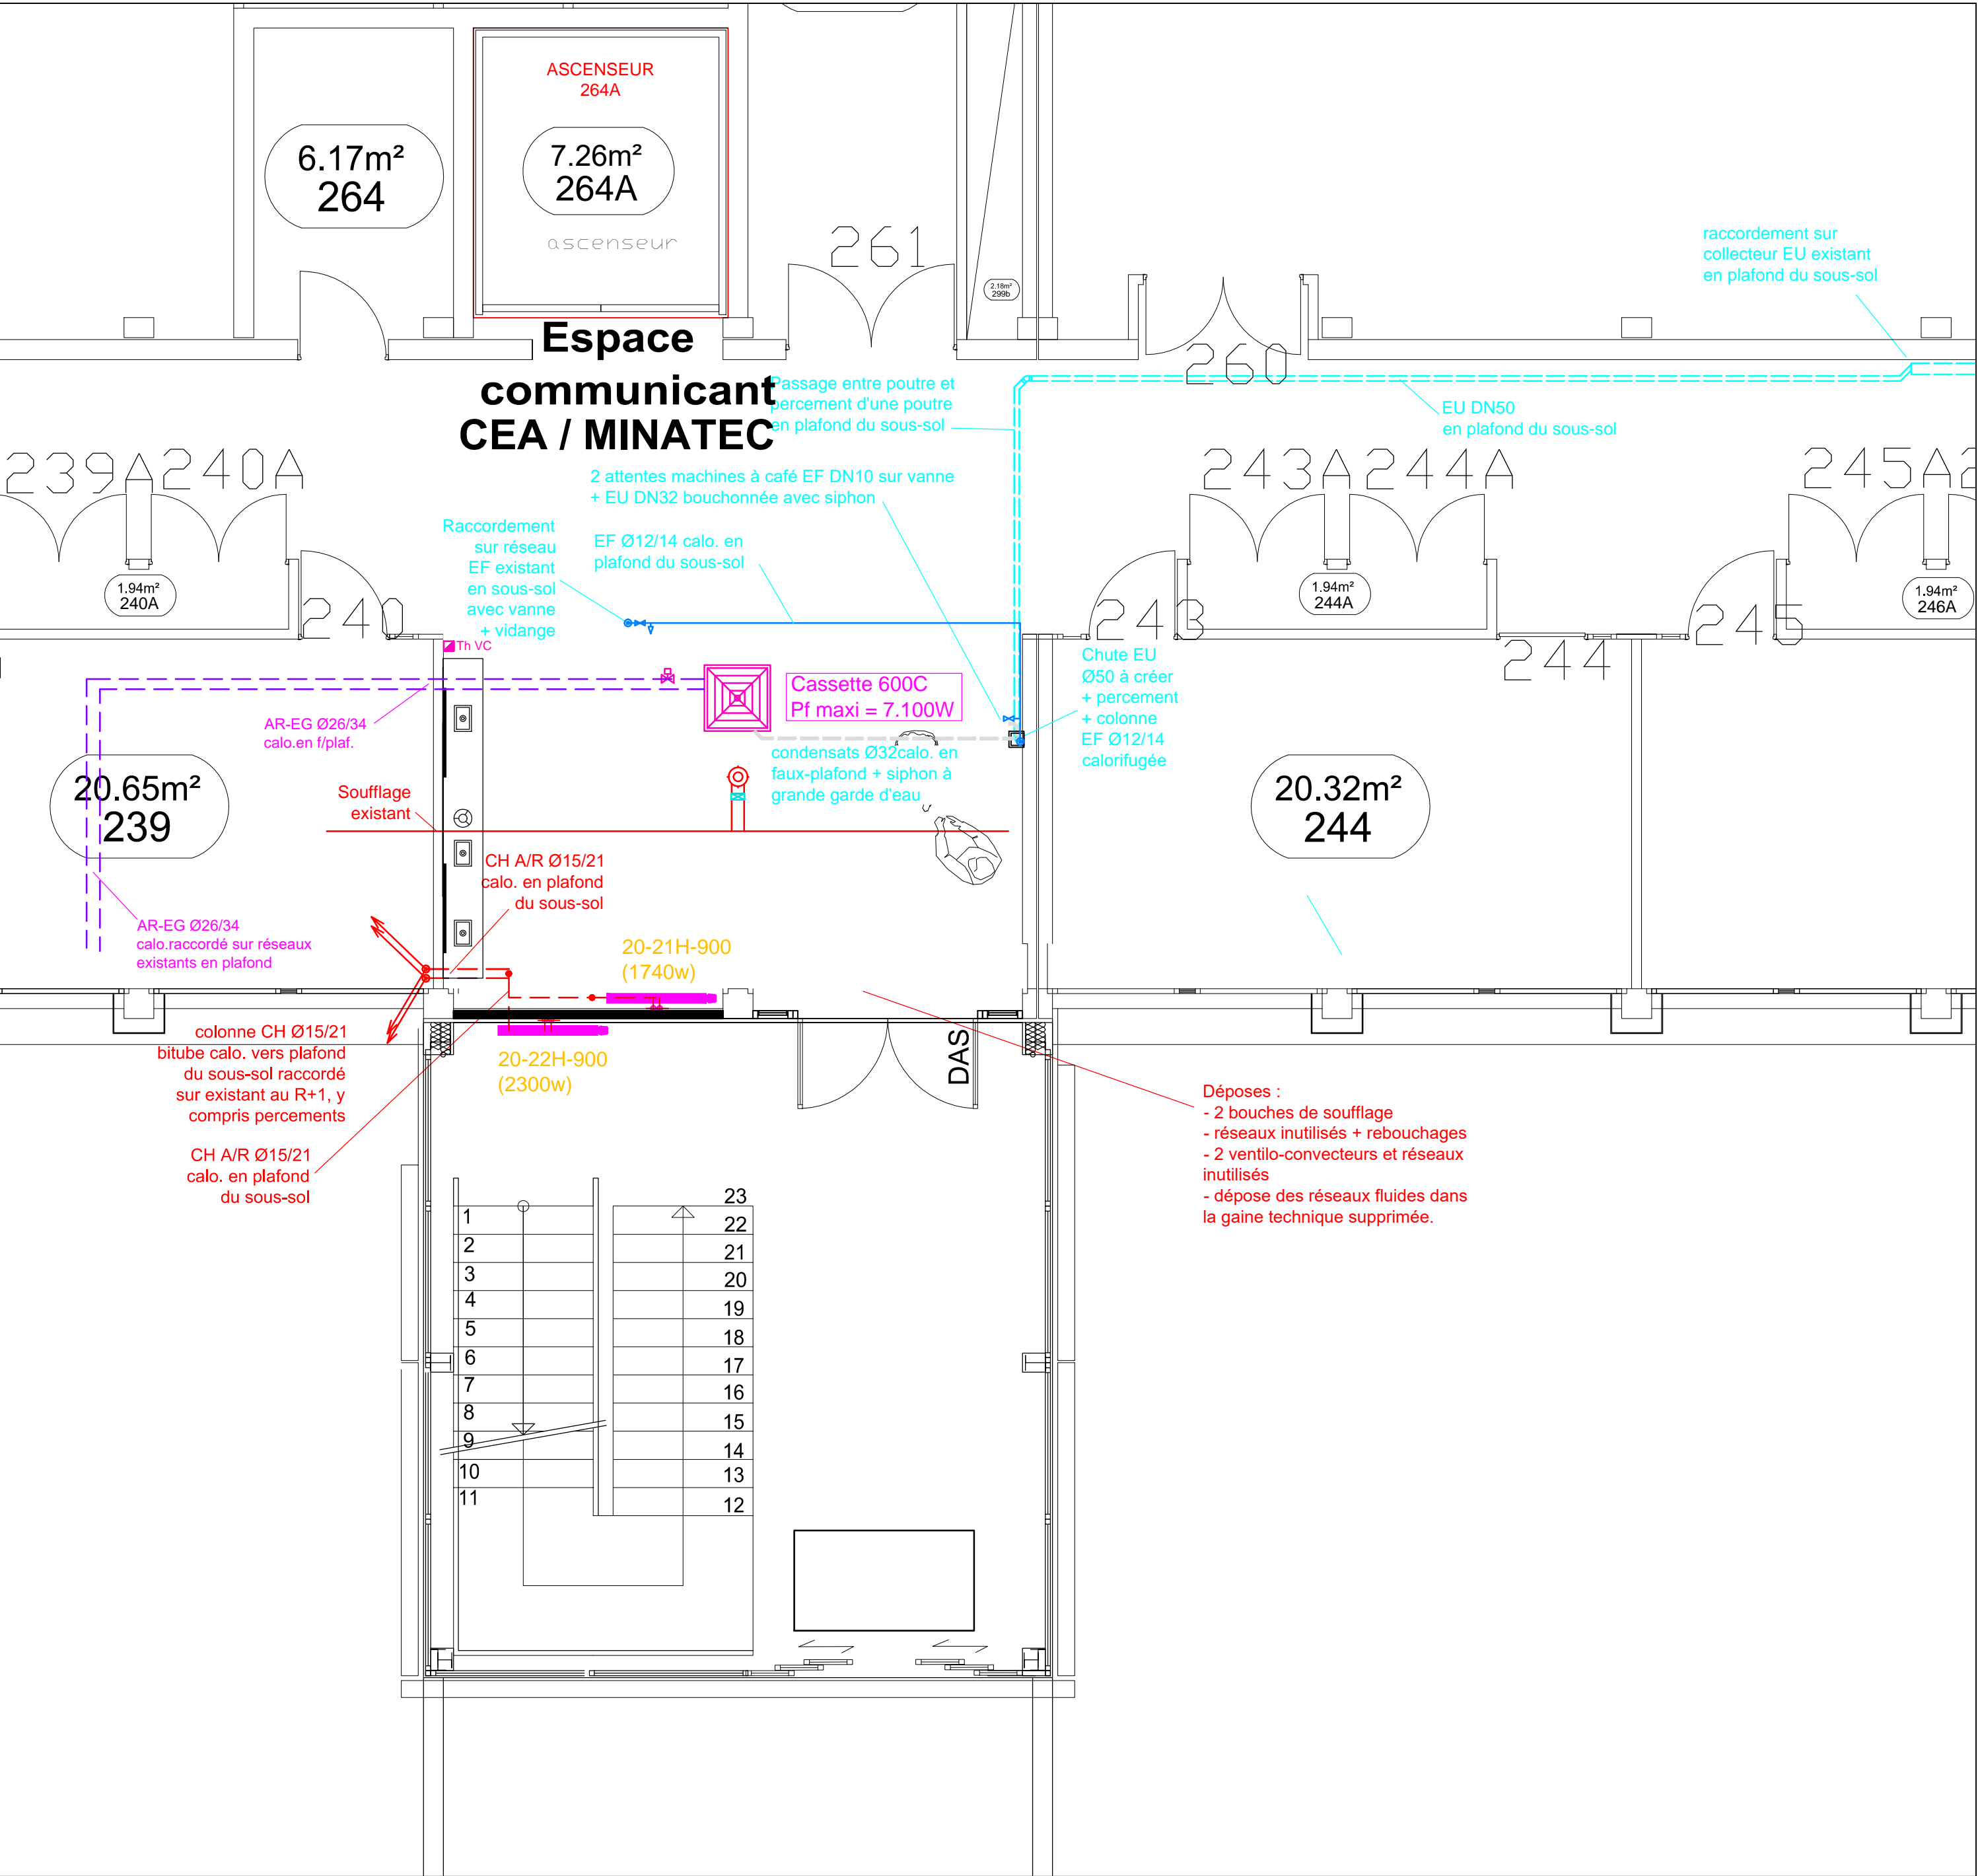 ASCENSEUR
264A
6.17m²
264
7.26m²
264A
ascenseur
261
2.18m²
299b
raccordement sur
collecteur EU existant
en plafond du sous-sol
Espace
communicant
CEA / MINATEC
260
Passage entre poutre et
percement d'une poutre
en plafond du sous-sol
EU DN50
en plafond du sous-sol
239A
240A
243A
244A
245A
2 attentes machines à café EF DN10 sur vanne
+ EU DN32 bouchonnée avec siphon
Raccordement
sur réseau
EF existant
en sous-sol
avec vanne
+ vidange
EF Ø12/14 calo. en
plafond du sous-sol
1.94m²
240A
1.94m²
244A
1.94m²
246A
240
243
245
244
Th VC
Cassette 600C
Pf maxi = 7.100W
Chute EU
Ø50 à créer
+ percement
+ colonne
EF Ø12/14
calorifugée
AR-EG Ø26/34
calo.en f/plaf.
condensats Ø32calo. en
faux-plafond + siphon à
grande garde d'eau
20.65m²
239
Soufflage
existant
20.32m²
244
CH A/R Ø15/21
calo. en plafond
du sous-sol
AR-EG Ø26/34
calo.raccordé sur réseaux
existants en plafond
20-21H-900
(1740w)
colonne CH Ø15/21
bitube calo. vers plafond
du sous-sol raccordé
sur existant au R+1, y
compris percements
20-22H-900
(2300w)
DAS
CH A/R Ø15/21
calo. en plafond
du sous-sol
Déposes :
- 2 bouches de soufflage
- réseaux inutilisés + rebouchages
- 2 ventilo-convecteurs et réseaux
inutilisés
- dépose des réseaux fluides dans
la gaine technique supprimée.
1
2
3
4
5
6
7
8
9
10
11
23
22
21
20
19
18
17
16
15
14
13
12